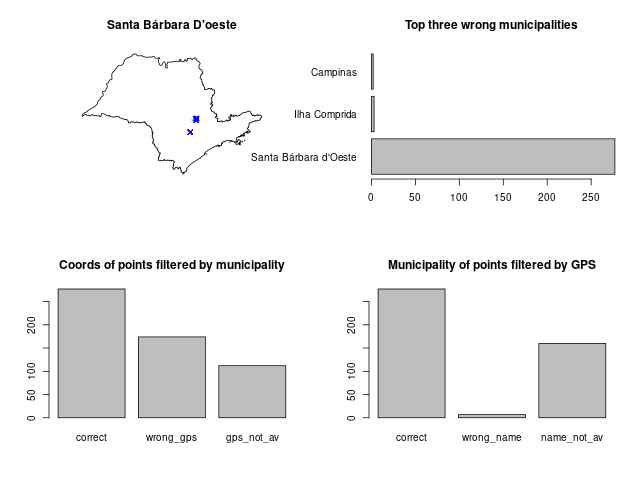 Santa Bárbara D'oeste
Top three wrong municipalities
Campinas
Ilha Comprida
Santa Bárbara d'Oeste
0 50 100 150 200 250
Coords of points filtered by municipality
200
100
50
0
correct wrong_gps gps_not_av
Municipality of points filtered by GPS
200
100
50
0
correct wrong_name name_not_av